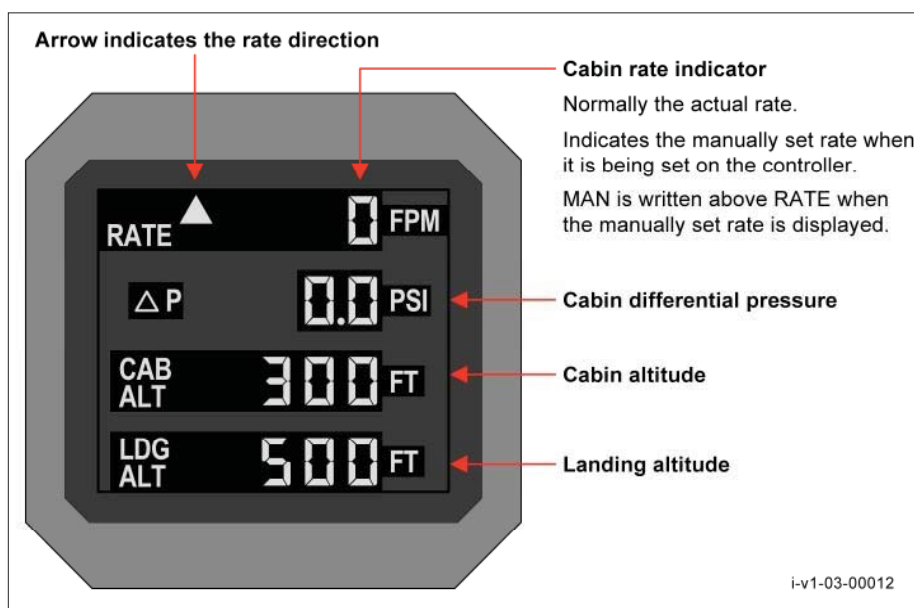 Arrow indicates the rate direction
Cabin rate indicator
Normally the actual rate.
Indicates the manually set rate when
it is being set on the controller.
MAN is written above RATE when
the manually set rate is displayed.
RATE 0 FPM
△ P 0.0 PSI
Cabin differential pressure
CAB
ALT 300 FT
Cabin altitude
LDG
ALT 500 FT
Landing altitude
i-v1-03-00012